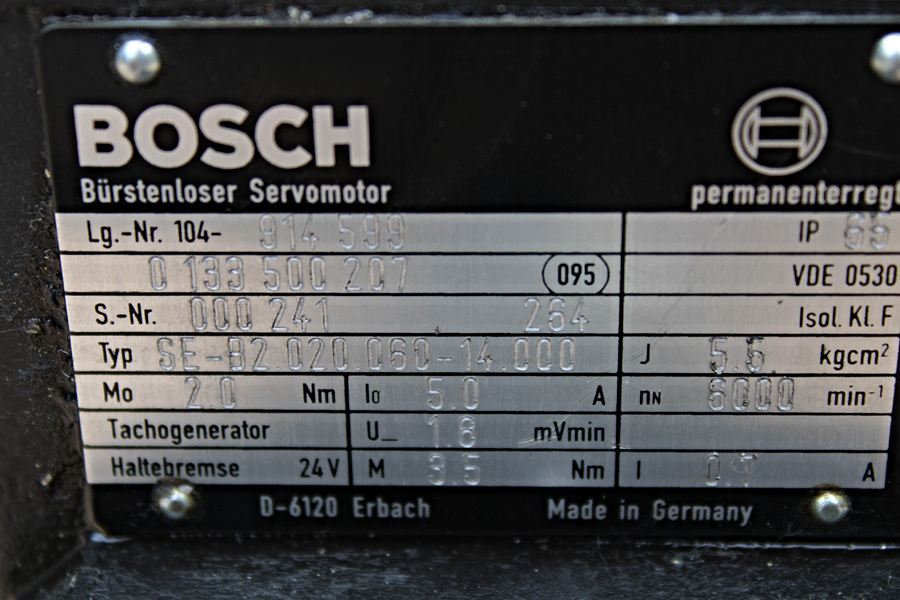 BOSCH
Bürstenloser Servomotor permanenterregt
Lg.-Nr. 104- 914 599 IP 65
0 133 500 207 095 VDE 0530
S.-Nr. 000 241 264 Isol. Kl. F
Typ SE-B2.020.060-14.000 J 5.5 kgcm²
Mo 2.0 Nm I₀ 5.0 A nN 6000 min⁻¹
Tachogenerator U_ 1.8 mVmin
Haltebremse 24V M 3.5 Nm I 0.7 A
D-6120 Erbach Made in Germany